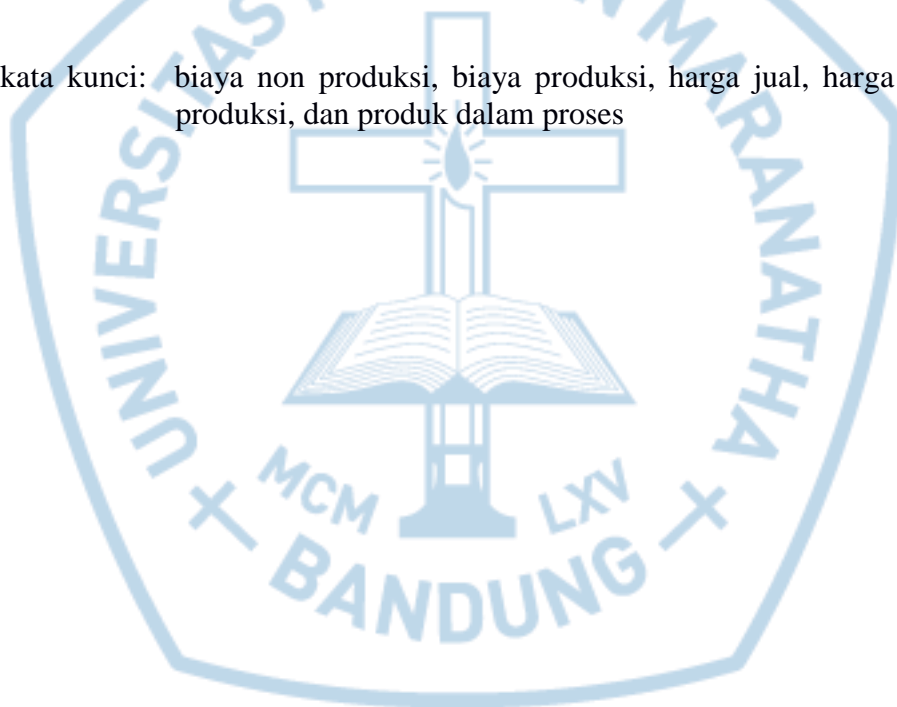 kata kunci: biaya non produksi, biaya produksi, harga jual, harga
produksi, dan produk dalam proses
UNIVERSITAS
MARANATHA
MCM LXV
BANDUNG